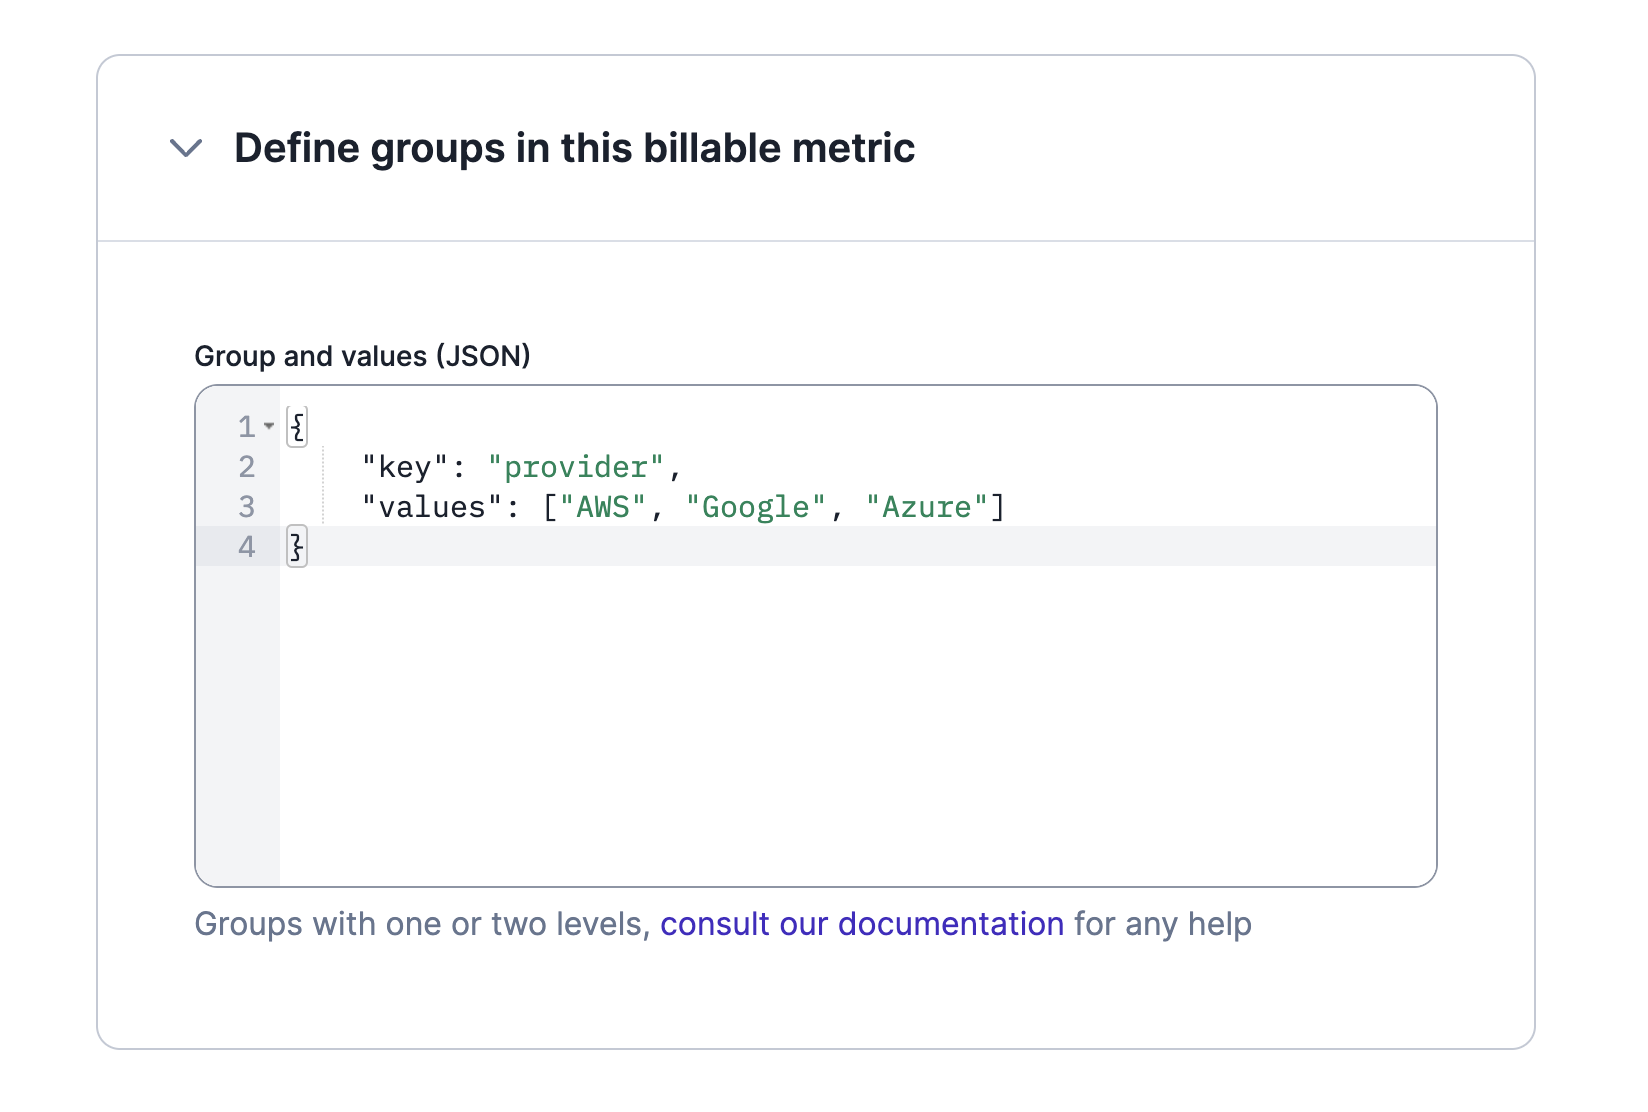 Define groups in this billable metric
Group and values (JSON)
1 {
2 "key": "provider",
3 "values": ["AWS", "Google", "Azure"]
4 }
Groups with one or two levels, consult our documentation for any help